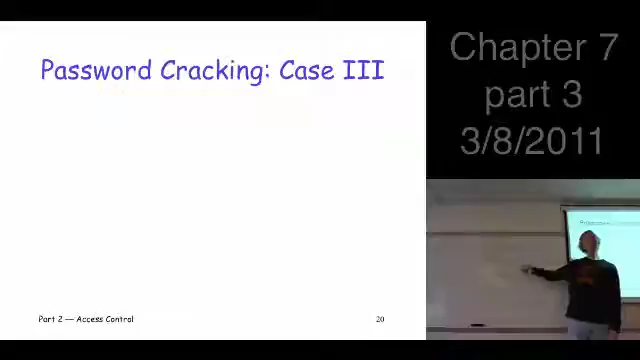 Password Cracking: Case III
Chapter 7
part 3
3/8/2011
Part 2 — Access Control
20